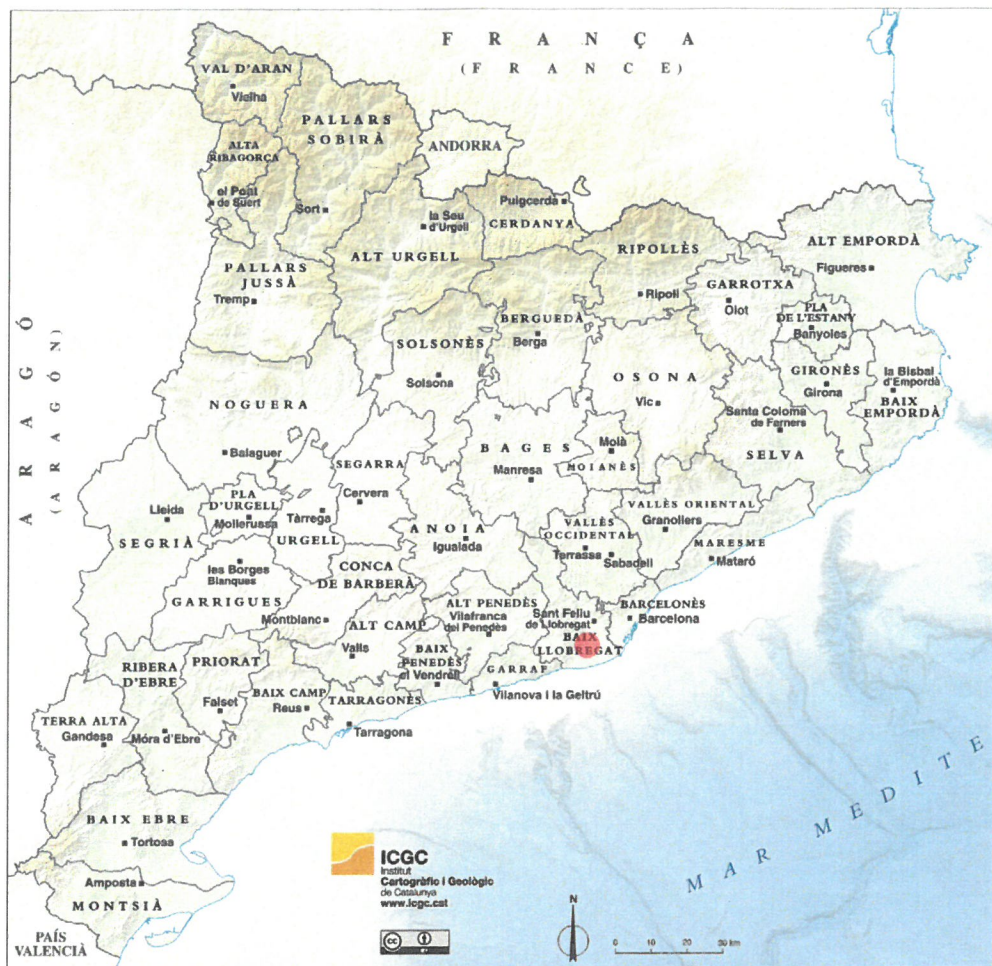 FRANÇA
(FRANCE)
VAL D'ARAN
Vielha
PALLARS
SOBIRÀ
ALTA
RIBAGORÇA
ANDORRA
el Pont
de Suert
Sort
la Seu
d'Urgell
Puigcerdà
CERDANYA
ALT URGELL
RIPOLLÈS
Ripoll
ALT EMPORDÀ
Figueres
PALLARS
JUSSÀ
Tremp
GARROTXA
Olot
PLA
DE L'ESTANY
Banyoles
BERGUEDÀ
Berga
SOLSONÈS
Solsona
OSONA
Vic
GIRONÈS
Girona
la Bisbal
d'Empordà
BAIX
EMPORDÀ
ARAGÓ
(ARAGÓN)
NOGUERA
Balaguer
Santa Coloma
de Farners
SELVA
BAGES
Manresa
Moià
MOIANÈS
SEGARRA
Cervera
PLA
D'URGELL
Mollerussa
Lleida
SEGRIÀ
Tàrrega
URGELL
ANOIA
Igualada
VALLÈS ORIENTAL
Granollers
VALLÈS
OCCIDENTAL
Terrassa
Sabadell
MARESME
Mataró
les Borges
Blanques
GARRIGUES
CONCA
DE BARBERÀ
Montblanc
ALT PENEDÈS
Vilafranca
del Penedès
Sant Feliu
de Llobregat
BAIX
LLOBREGAT
BARCELONÈS
Barcelona
ALT CAMP
Valls
BAIX
PENEDÈS
el Vendrell
GARRAF
Vilanova i la Geltrú
RIBERA
D'EBRE
Móra d'Ebre
PRIORAT
Falset
BAIX CAMP
Reus
TARRAGONÈS
Tarragona
TERRA ALTA
Gandesa
BAIX EBRE
Tortosa
Amposta
MONTSIÀ
PAÍS
VALENCIÀ
MAR MEDITE
ICGC
Institut
Cartogràfic i Geològic
de Catalunya
www.icgc.cat
cc
BY
N
0 10 20 30 km